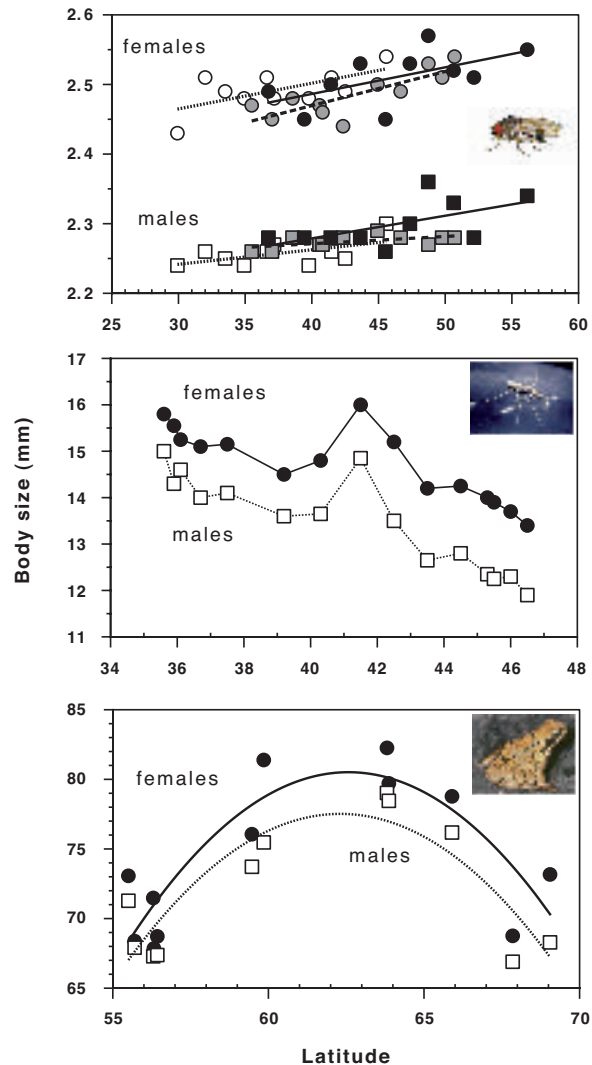 2.6
females
2.5
2.4
2.3
males
2.2
25 30 35 40 45 50 55 60
17
females
16
15
14
males
13
12
11
34 36 38 40 42 44 46 48
Body size (mm)
85
females
80
males
75
70
65
55 60 65 70
Latitude